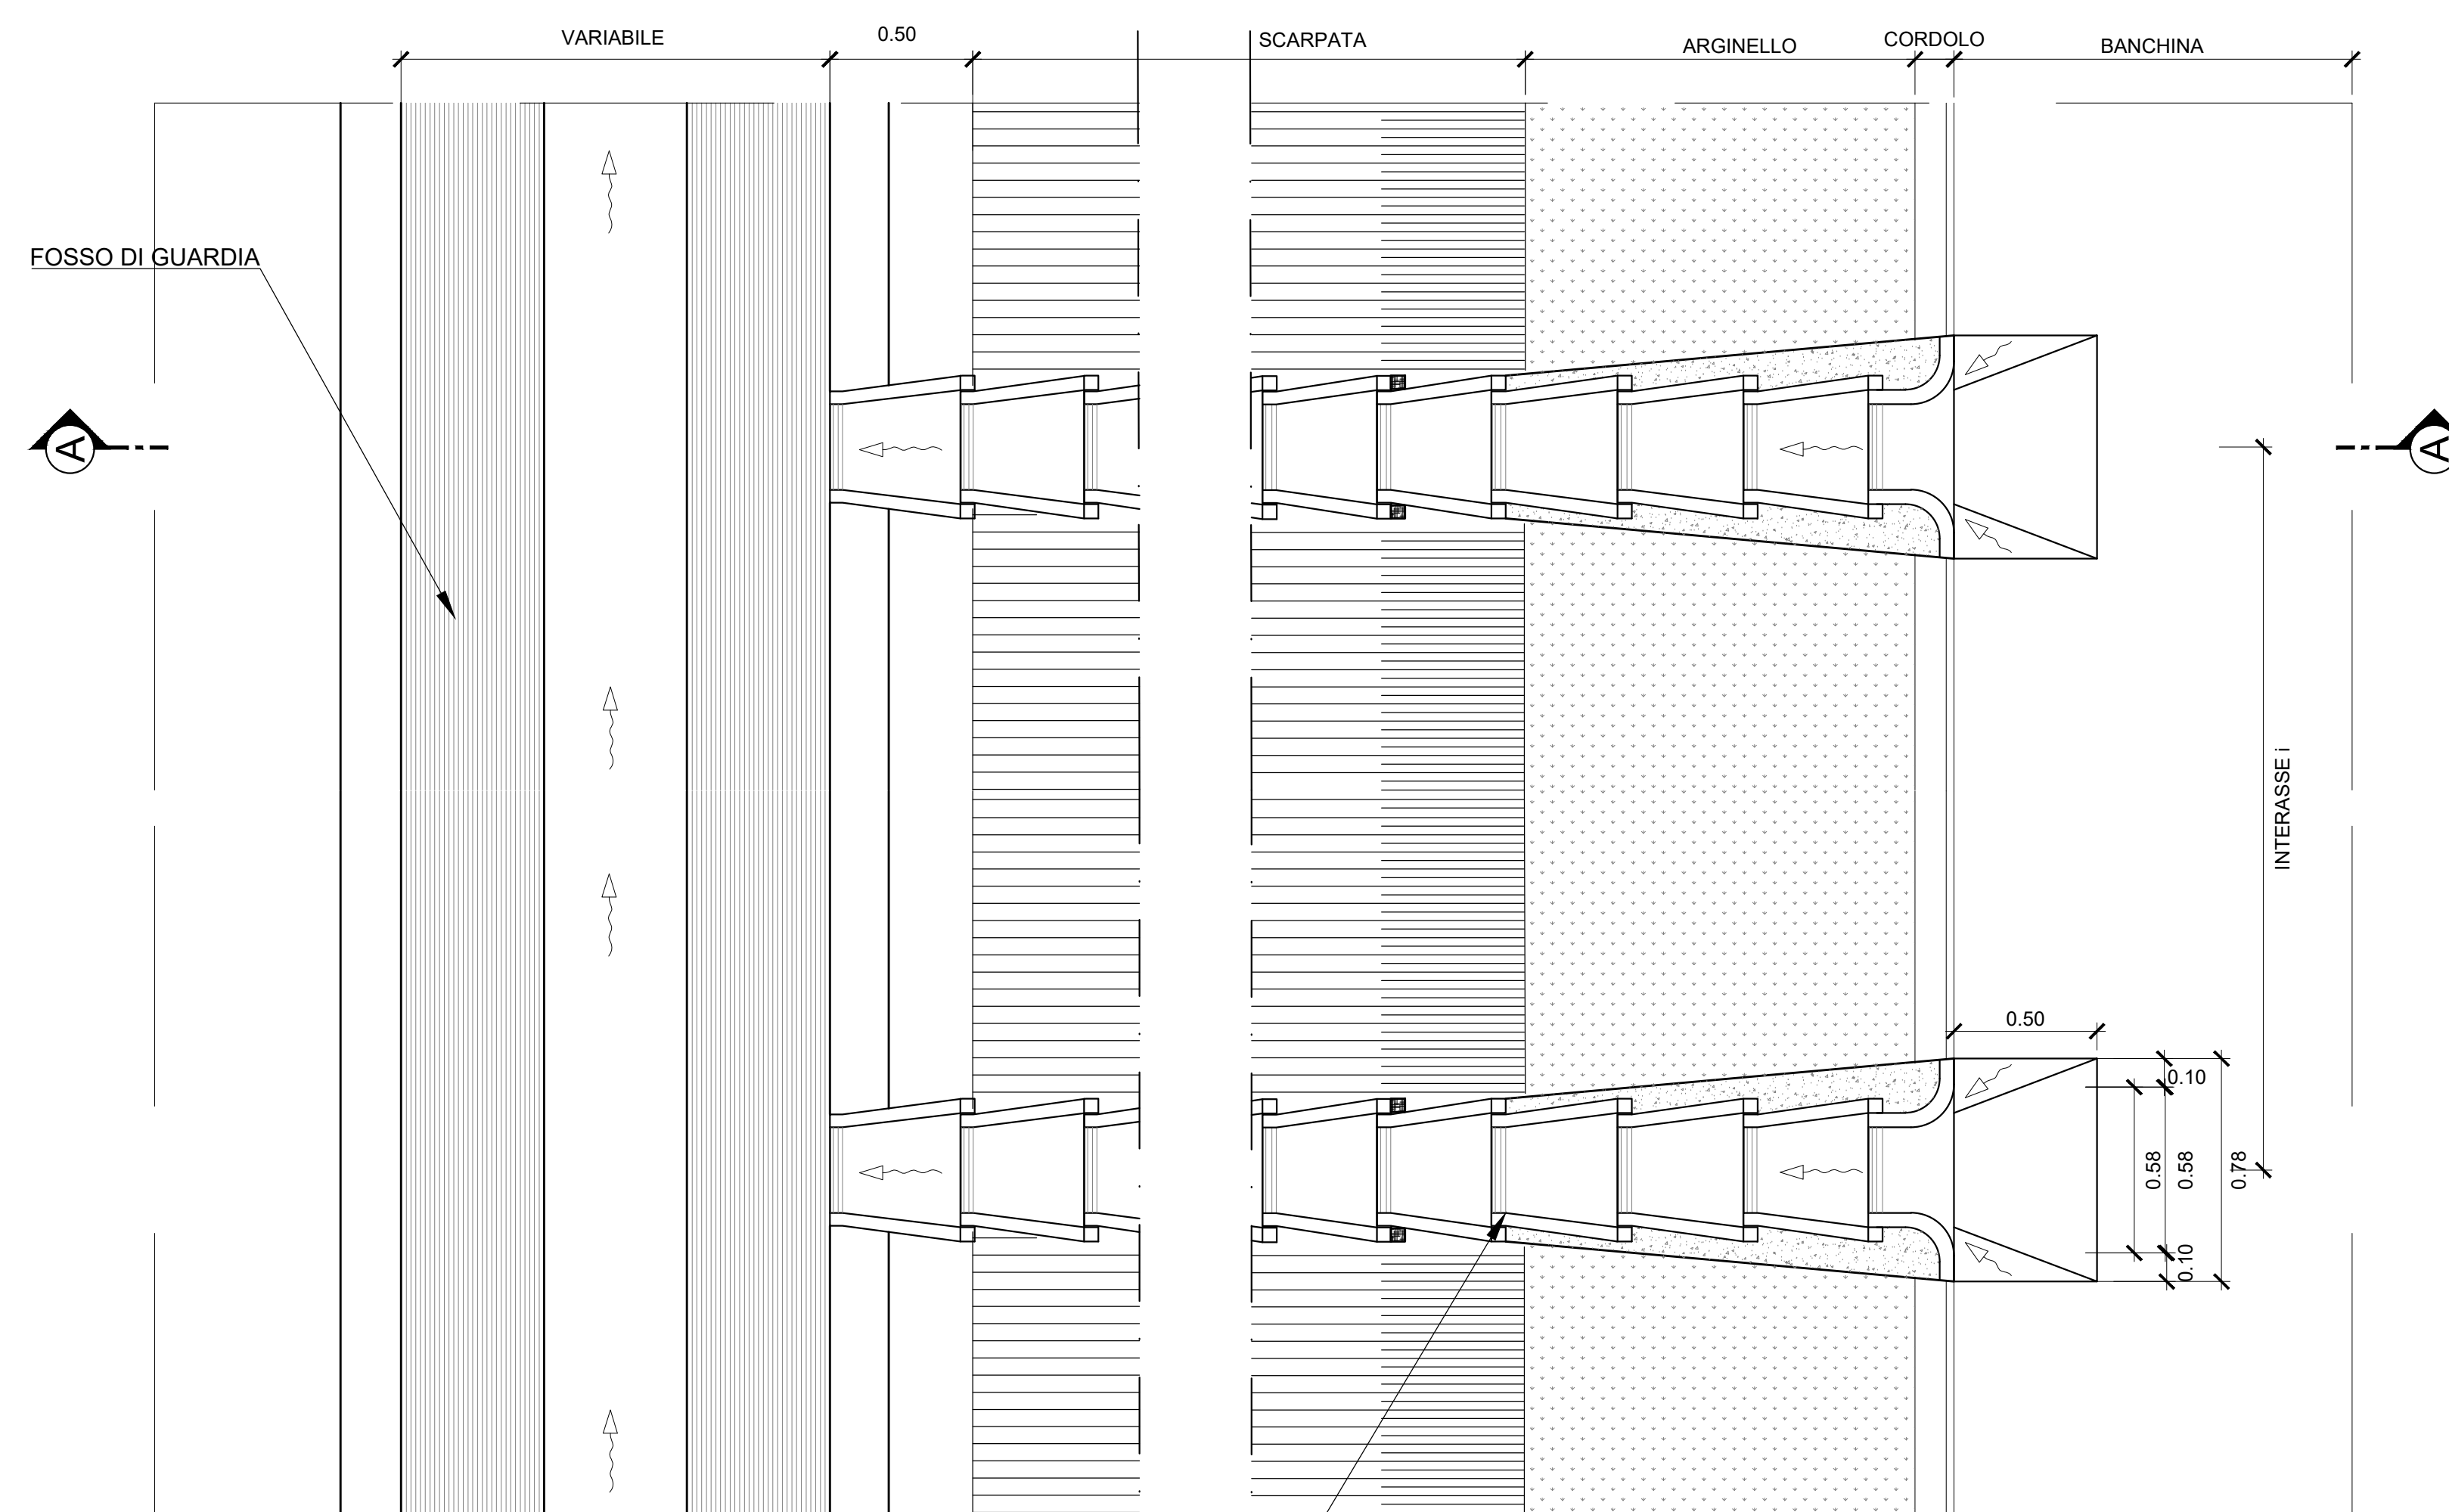 VARIABILE
0.50
SCARPATA
ARGINELLO
CORDOLO
BANCHINA
FOSSO DI GUARDIA
A
A
INTERASSE i
0.50
0.10
0.58
0.58
0.78
0.10